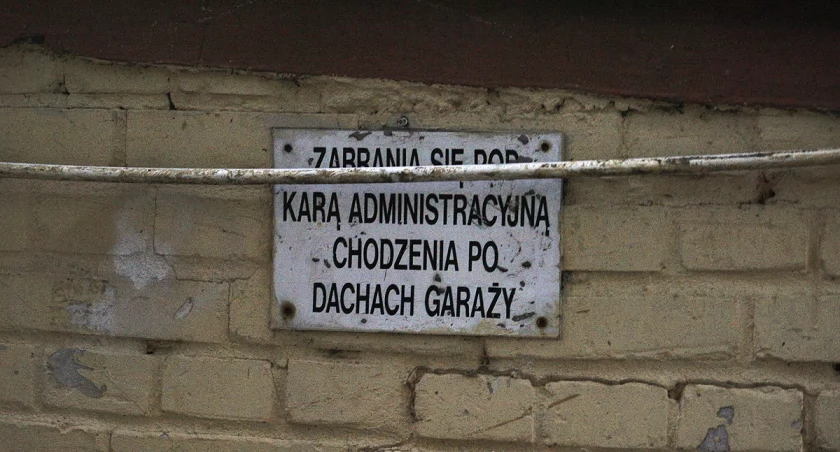 ZABRANIA SIĘ POD
KARĄ ADMINISTRACYJNĄ
CHODZENIA PO
DACHACH GARAŻY